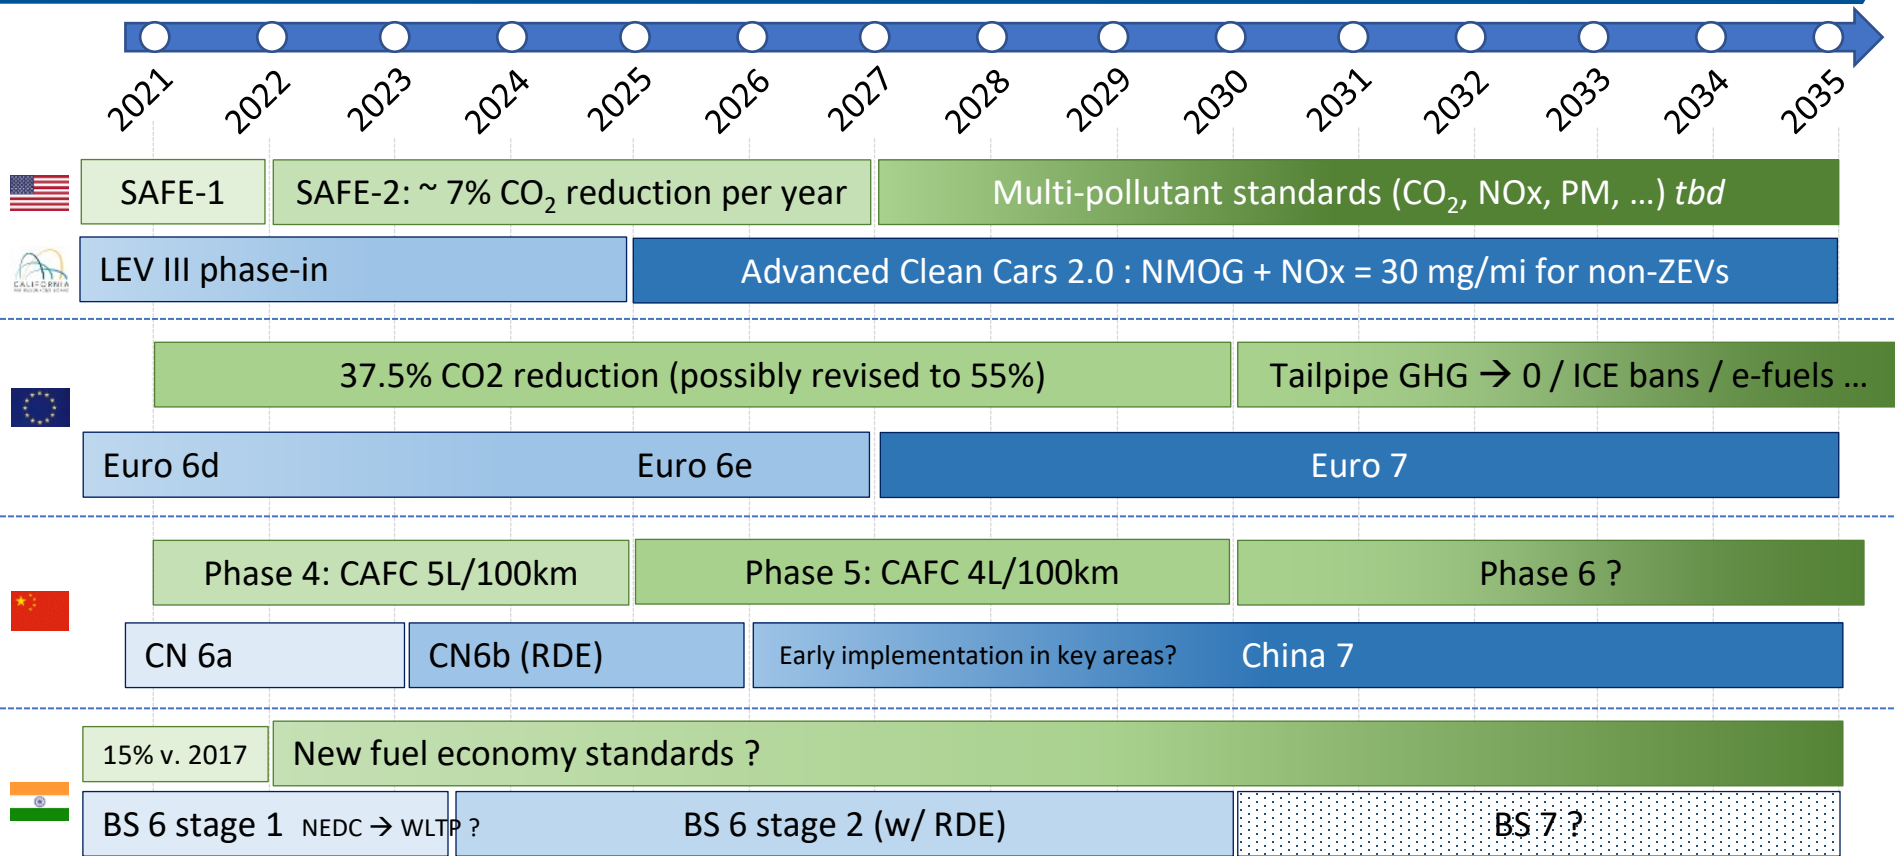 2021 2022 2023 2024 2025 2026 2027 2028 2029 2030 2031 2032 2033 2034 2035
SAFE-1
SAFE-2: ~ 7% CO₂ reduction per year
Multi-pollutant standards (CO₂, NOx, PM, …) tbd
CALIFORNIA
LEV III phase-in
Advanced Clean Cars 2.0 : NMOG + NOx = 30 mg/mi for non-ZEVs
37.5% CO2 reduction (possibly revised to 55%)
Tailpipe GHG → 0 / ICE bans / e-fuels …
Euro 6d
Euro 6e
Euro 7
Phase 4: CAFC 5L/100km
Phase 5: CAFC 4L/100km
Phase 6 ?
CN 6a
CN6b (RDE)
Early implementation in key areas?
China 7
15% v. 2017
New fuel economy standards ?
BS 6 stage 1 NEDC → WLTP ?
BS 6 stage 2 (w/ RDE)
BS 7 ?